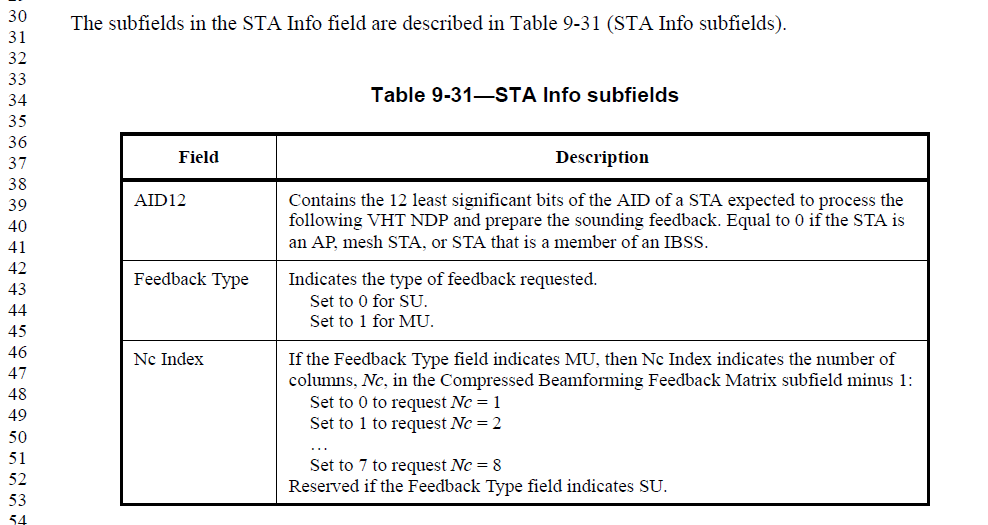 30 The subfields in the STA Info field are described in Table 9-31 (STA Info subfields).
31
32
33
34 Table 9-31—STA Info subfields
35
36
37 Field Description
38
39 AID12 Contains the 12 least significant bits of the AID of a STA expected to process the
40 following VHT NDP and prepare the sounding feedback. Equal to 0 if the STA is
41 an AP, mesh STA, or STA that is a member of an IBSS.
42
43 Feedback Type Indicates the type of feedback requested.
44 Set to 0 for SU.
45 Set to 1 for MU.
46 Nc Index If the Feedback Type field indicates MU, then Nc Index indicates the number of
47 columns, Nc, in the Compressed Beamforming Feedback Matrix subfield minus 1:
48 Set to 0 to request Nc = 1
49 Set to 1 to request Nc = 2
50 ...
51 Set to 7 to request Nc = 8
52 Reserved if the Feedback Type field indicates SU.
53
54